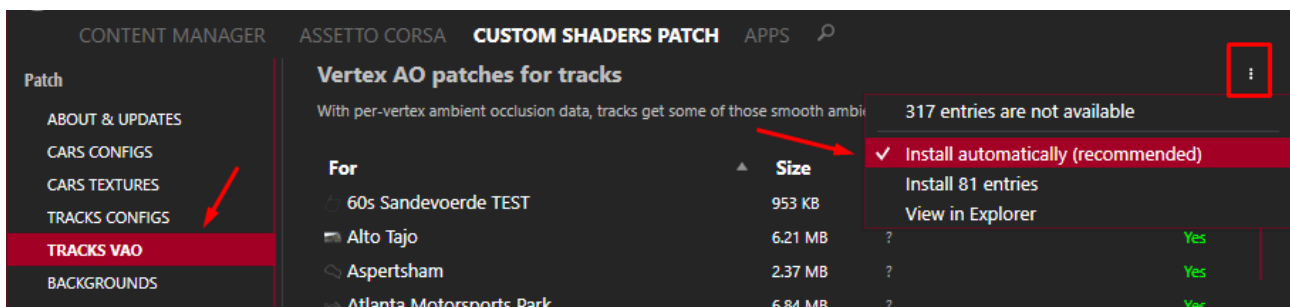 CONTENT MANAGER ASSETTO CORSA CUSTOM SHADERS PATCH APPS
Patch
ABOUT & UPDATES
CARS CONFIGS
CARS TEXTURES
TRACKS CONFIGS
TRACKS VAO
BACKGROUNDS
Vertex AO patches for tracks
With per-vertex ambient occlusion data, tracks get some of those smooth
For Size
60s Sandevoerde TEST 953 KB
Alto Tajo 6.21 MB ? Yes
Aspertsham 2.37 MB ? Yes
Atlanta Motorsports Park 6.84 MB ? Yes
317 entries are not available
Install automatically (recommended)
Install 81 entries
View in Explorer